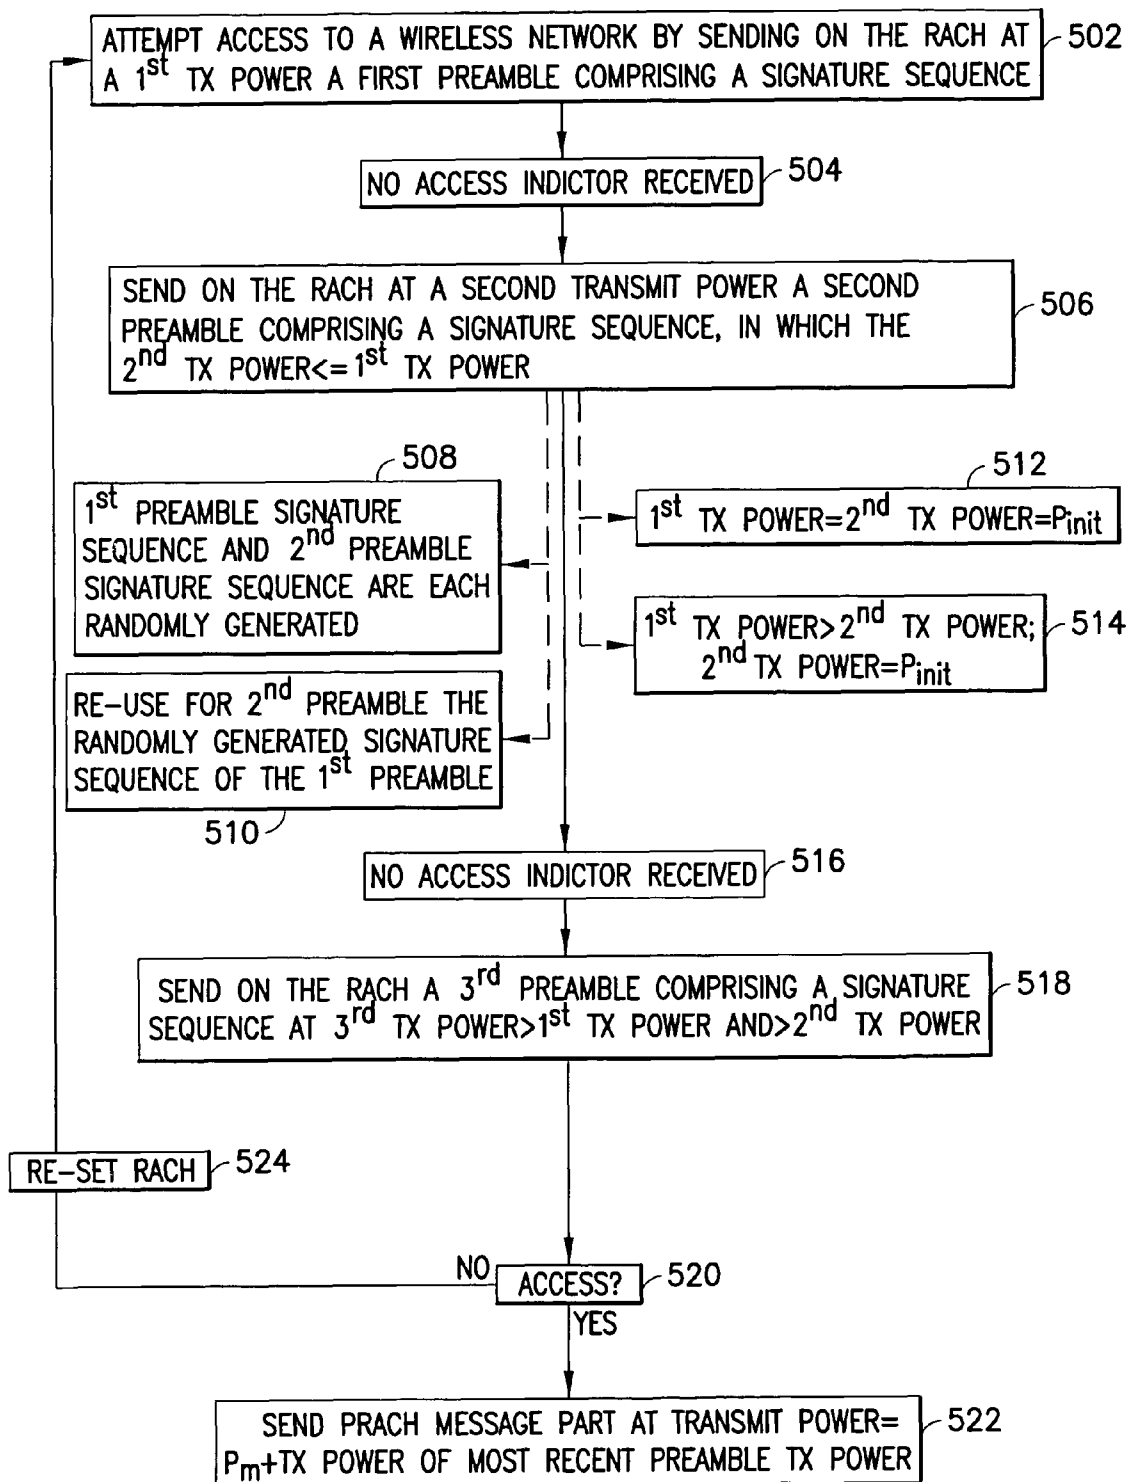 ATTEMPT ACCESS TO A WIRELESS NETWORK BY SENDING ON THE RACH AT
A 1st TX POWER A FIRST PREAMBLE COMPRISING A SIGNATURE SEQUENCE
502
NO ACCESS INDICTOR RECEIVED
504
SEND ON THE RACH AT A SECOND TRANSMIT POWER A SECOND
PREAMBLE COMPRISING A SIGNATURE SEQUENCE, IN WHICH THE
2nd TX POWER<=1st TX POWER
506
508
1st PREAMBLE SIGNATURE
SEQUENCE AND 2nd PREAMBLE
SIGNATURE SEQUENCE ARE EACH
RANDOMLY GENERATED
512
1st TX POWER=2nd TX POWER=Pinit
1st TX POWER>2nd TX POWER;
2nd TX POWER=Pinit
514
RE-USE FOR 2nd PREAMBLE THE
RANDOMLY GENERATED SIGNATURE
SEQUENCE OF THE 1st PREAMBLE
510
NO ACCESS INDICTOR RECEIVED
516
SEND ON THE RACH A 3rd PREAMBLE COMPRISING A SIGNATURE
SEQUENCE AT 3rd TX POWER>1st TX POWER AND>2nd TX POWER
518
RE-SET RACH
524
NO
ACCESS?
520
YES
SEND PRACH MESSAGE PART AT TRANSMIT POWER=
Pm+TX POWER OF MOST RECENT PREAMBLE TX POWER
522